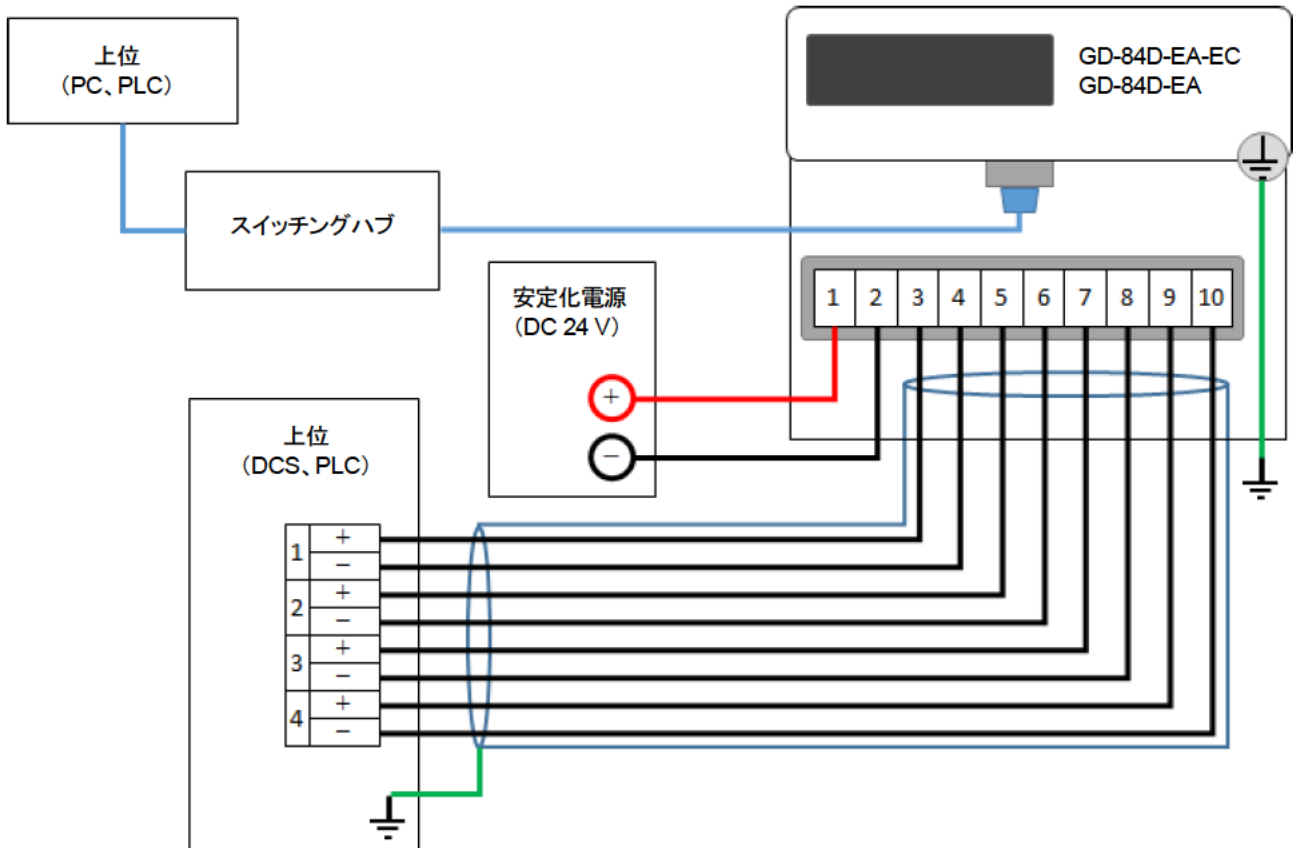 上位
（PC、PLC）
GD-84D-EA-EC
GD-84D-EA
スイッチングハブ
安定化電源
（DC 24 V）
+
−
1 2 3 4 5 6 7 8 9 10
上位
（DCS、PLC）
1 +
−
2 +
−
3 +
−
4 +
−